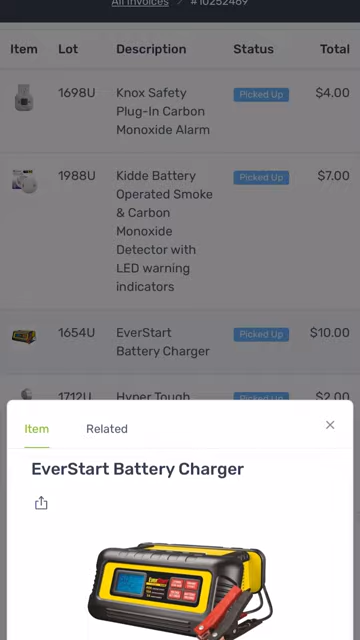 All Invoices / #10252469
Item Lot Description Status Total
1698U Knox Safety Plug-In Carbon Monoxide Alarm Picked Up $4.00
1988U Kidde Battery Operated Smoke & Carbon Monoxide Detector with LED warning indicators Picked Up $7.00
1654U EverStart Battery Charger Picked Up $10.00
1712U Hyper Tough $2.00
Item Related
EverStart Battery Charger
EverStart